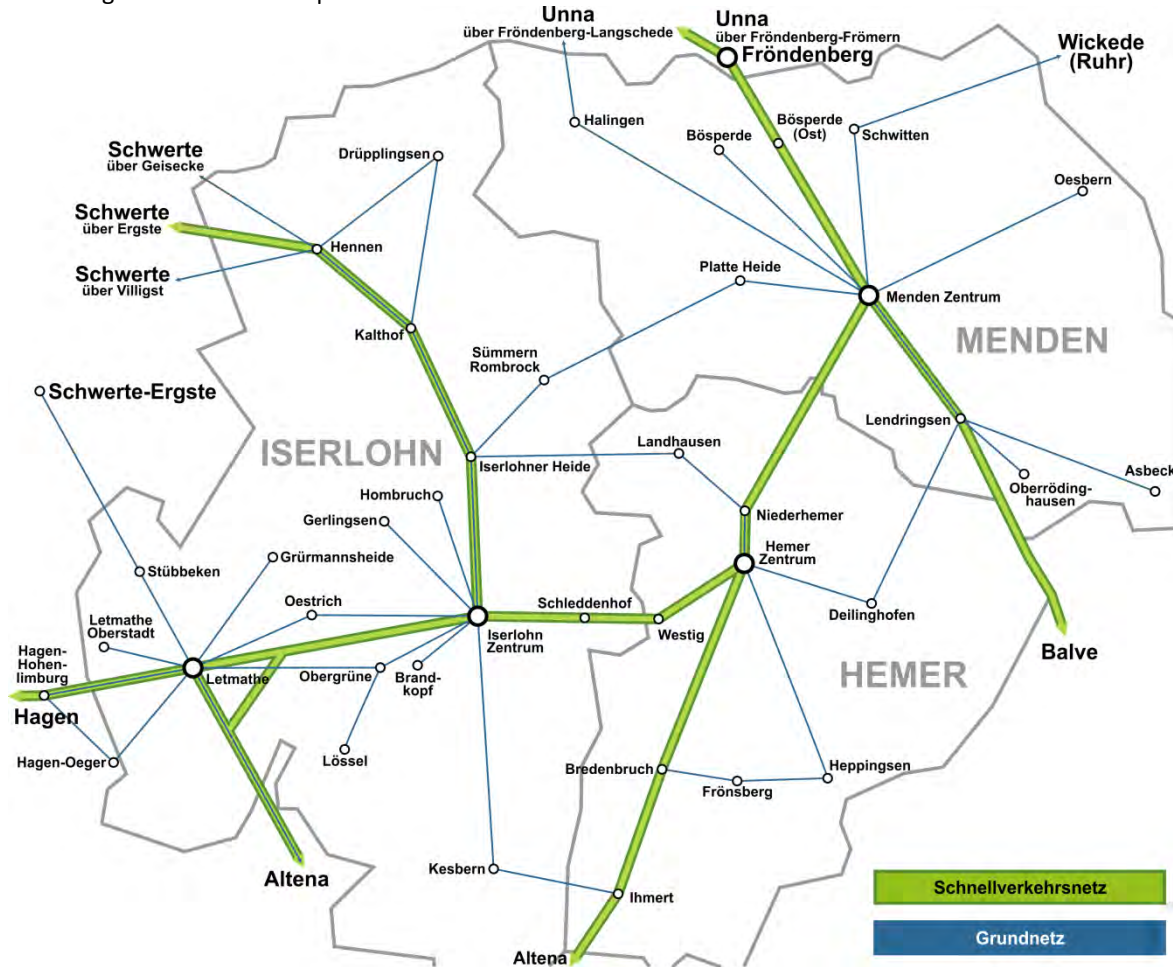 Unna
über Fröndenberg-Langschede
Unna
über Fröndenberg-Frömern
Fröndenberg
Wickede
(Ruhr)
Halingen
Bösperde
Bösperde
(Ost)
Schwitten
Schwerte
über Geisecke
Drüpplingsen
Oesbern
Schwerte
über Ergste
Hennen
Schwerte
über Villigst
Platte Heide
Menden Zentrum
Kalthof
MENDEN
Sümmern
Rombrock
Schwerte-Ergste
Lendringsen
ISERLOHN
Landhausen
Iserlohner Heide
Asbeck
Oberröding-
hausen
Hombruch
Gerlingsen
Niederhemer
Hemer
Zentrum
Grürmannsheide
Stübbeken
Oestrich
Schleddenhof
Deilinghofen
Letmathe
Oberstadt
Iserlohn
Zentrum
Westig
Balve
Hagen-
Hohen-
limburg
Letmathe
Obergrüne
Brand-
kopf
HEMER
Hagen
Hagen-Oeger
Lössel
Bredenbruch
Frönsberg
Heppingsen
Altena
Kesbern
Ihmert
Schnellverkehrsnetz
Grundnetz
Altena